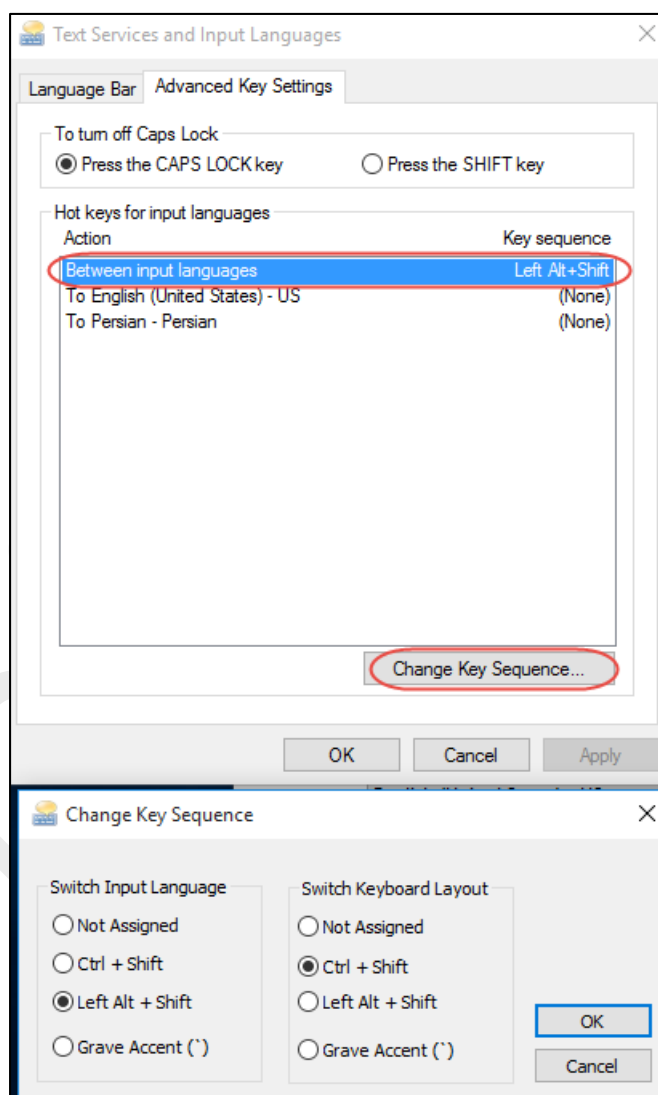 Text Services and Input Languages
Language Bar Advanced Key Settings
To turn off Caps Lock
Press the CAPS LOCK key Press the SHIFT key
Hot keys for input languages
Action Key sequence
Between input languages Left Alt+Shift
To English (United States) - US (None)
To Persian - Persian (None)
Change Key Sequence...
OK Cancel Apply
Change Key Sequence
Switch Input Language Switch Keyboard Layout
Not Assigned Not Assigned
Ctrl + Shift Ctrl + Shift
Left Alt + Shift Left Alt + Shift
OK
Grave Accent (`) Grave Accent (`)
Cancel